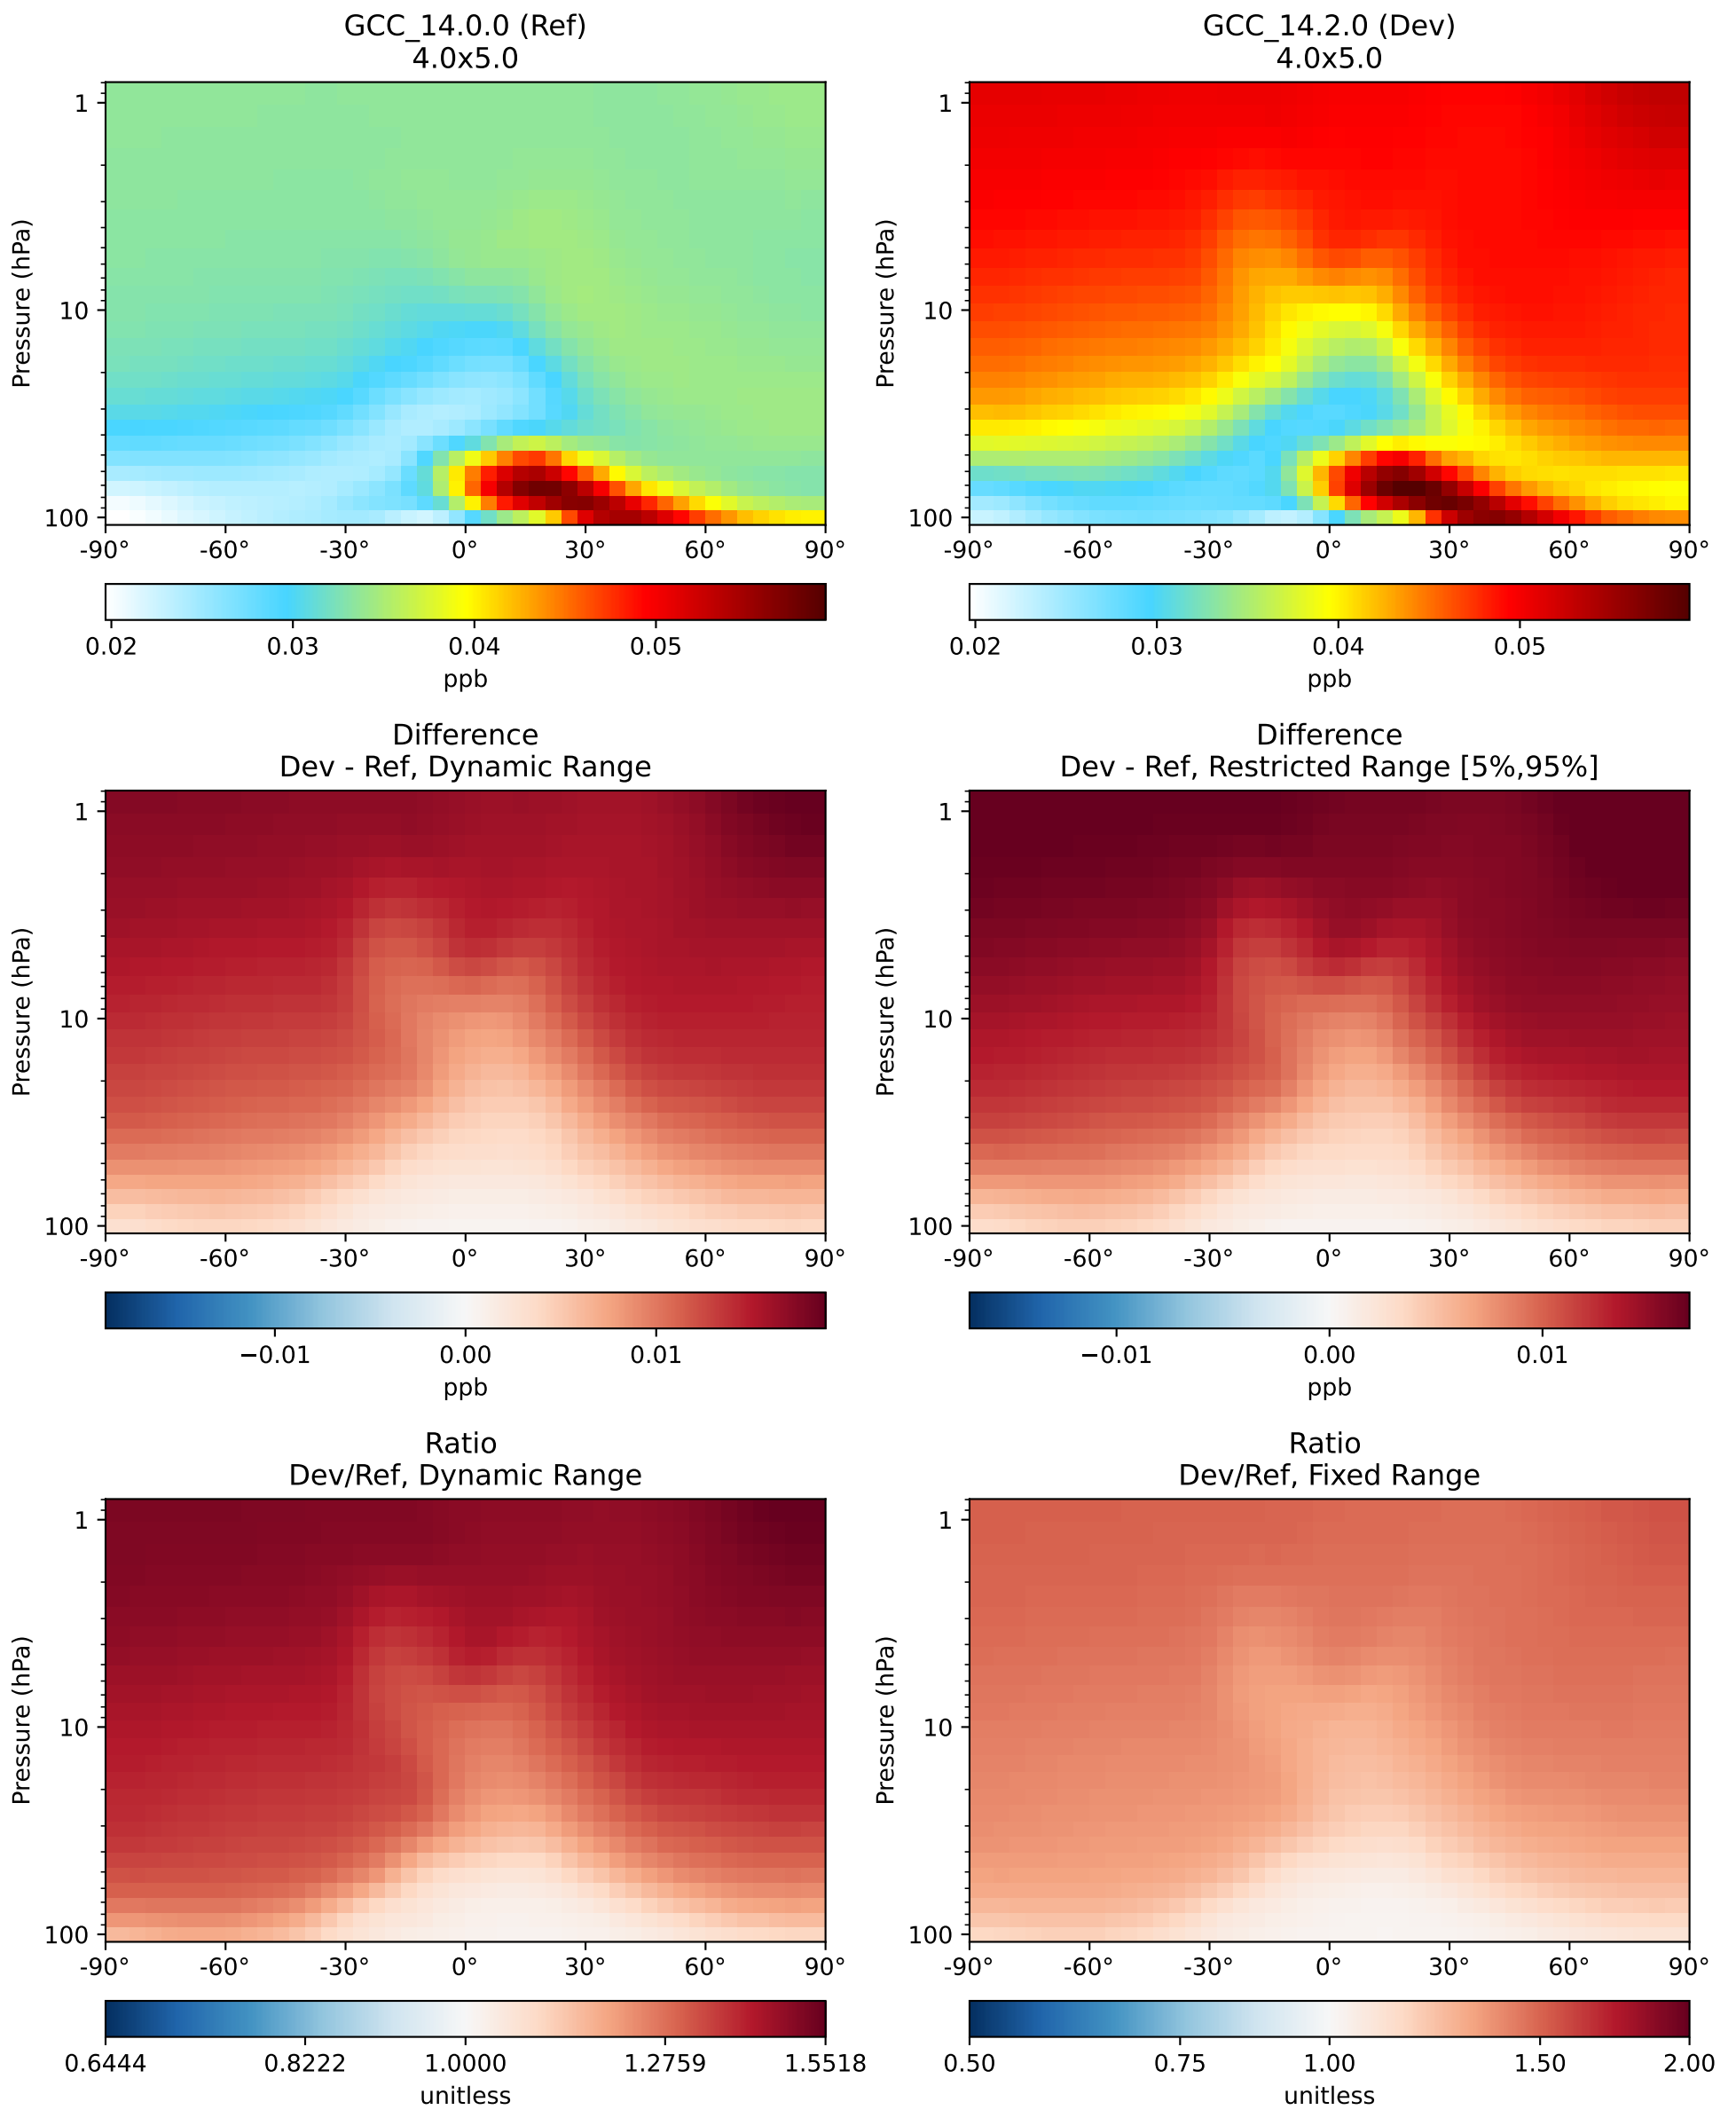 GCC_14.0.0 (Ref)
4.0x5.0
GCC_14.2.0 (Dev)
4.0x5.0
Pressure (hPa)
1
10
100
-90° -60° -30° 0° 30° 60° 90°
0.02 0.03 0.04 0.05
ppb
Pressure (hPa)
1
10
100
-90° -60° -30° 0° 30° 60° 90°
0.02 0.03 0.04 0.05
ppb
Difference
Dev - Ref, Dynamic Range
Difference
Dev - Ref, Restricted Range [5%,95%]
Pressure (hPa)
1
10
100
-90° -60° -30° 0° 30° 60° 90°
−0.01 0.00 0.01
ppb
Pressure (hPa)
1
10
100
-90° -60° -30° 0° 30° 60° 90°
−0.01 0.00 0.01
ppb
Ratio
Dev/Ref, Dynamic Range
Ratio
Dev/Ref, Fixed Range
Pressure (hPa)
1
10
100
-90° -60° -30° 0° 30° 60° 90°
0.6444 0.8222 1.0000 1.2759 1.5518
unitless
Pressure (hPa)
1
10
100
-90° -60° -30° 0° 30° 60° 90°
0.50 0.75 1.00 1.50 2.00
unitless